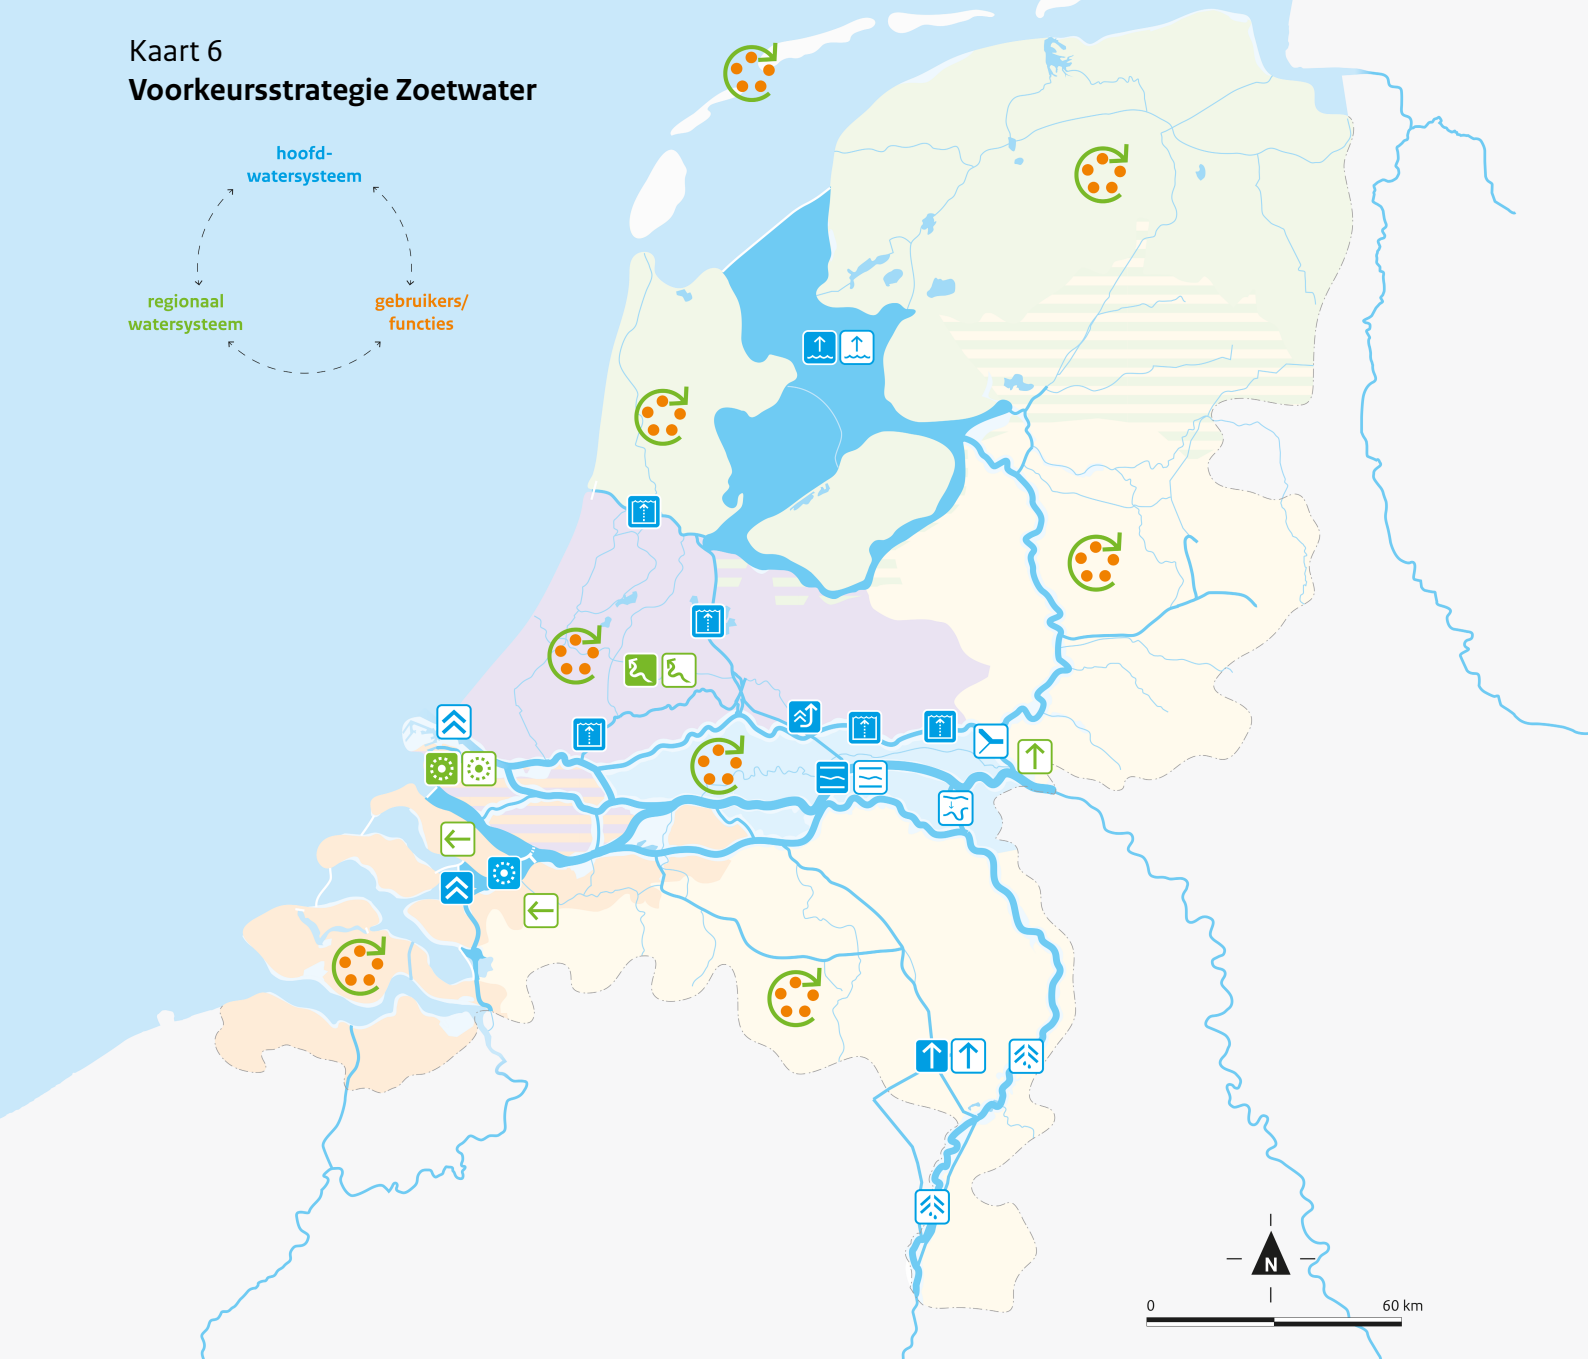 Kaart 6
Voorkeursstrategie Zoetwater
hoofd-
watersysteem
regionaal
watersysteem
gebruikers/
functies
N
0
60 km